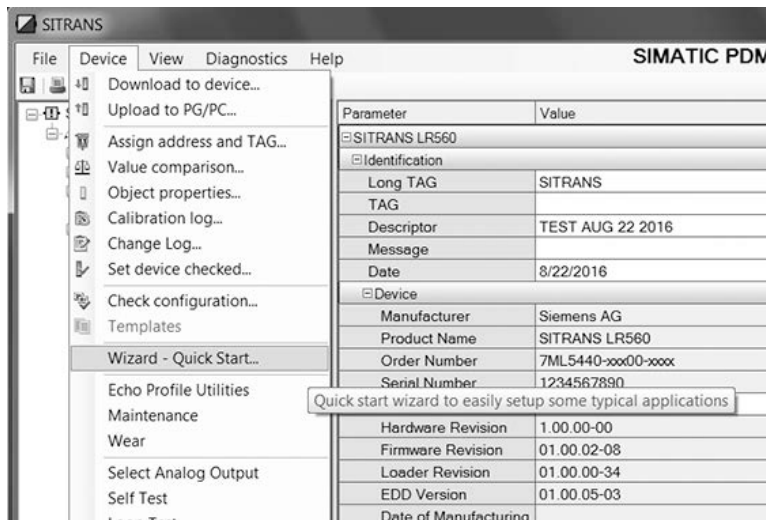 SITRANS
File Device View Diagnostics Help
SIMATIC PDM
Download to device...
Upload to PG/PC...
Assign address and TAG...
Value comparison...
Object properties...
Calibration log...
Change Log...
Set device checked...
Check configuration...
Templates
Wizard - Quick Start...
Echo Profile Utilities
Maintenance
Wear
Select Analog Output
Self Test
Parameter Value
SITRANS LR560
Identification
Long TAG SITRANS
TAG
Descriptor TEST AUG 22 2016
Message
Date 8/22/2016
Device
Manufacturer Siemens AG
Product Name SITRANS LR560
Order Number 7ML5440-xxx00-xxxx
Serial Number 1234567890
Quick start wizard to easily setup some typical applications
Hardware Revision 1.00.00-00
Firmware Revision 01.00.02-08
Loader Revision 01.00.00-34
EDD Version 01.00.05-03
Date of Manufacturing